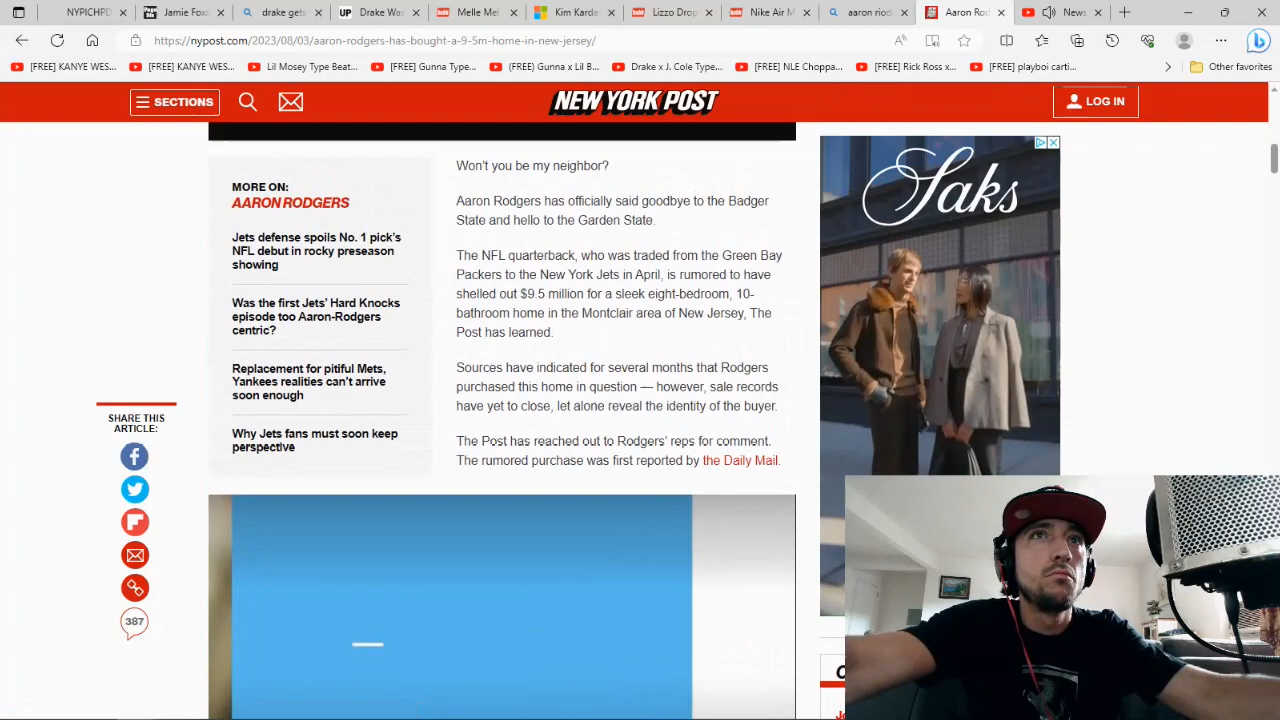 NYPICHPD
Jamie Fox
drake gets
Drake Was
Melle Mel
Kim Karda
Lizzo Drop
Nike Air M
aaron riod
Aaron Rod
News
https://nypost.com/2023/08/03/aaron-rodgers-has-bought-a-9-5m-home-in-new-jersey/
[FREE] KANYE WES...
[FREE] KANYE WES...
Lil Mosey Type Beat...
[FREE] Gunna Type...
(FREE) Gunna x Lil B...
Drake x J. Cole Type...
[FREE] NLE Choppa...
[FREE] Rick Ross x...
[FREE] playboi carti...
Other favorites
SECTIONS
NEW YORK POST
LOG IN
MORE ON:
AARON RODGERS
Jets defense spoils No. 1 pick's
NFL debut in rocky preseason
showing
Was the first Jets' Hard Knocks
episode too Aaron-Rodgers
centric?
Replacement for pitiful Mets,
Yankees realities can't arrive
soon enough
Why Jets fans must soon keep
perspective
Won't you be my neighbor?
Aaron Rodgers has officially said goodbye to the Badger
State and hello to the Garden State.
The NFL quarterback, who was traded from the Green Bay
Packers to the New York Jets in April, is rumored to have
shelled out $9.5 million for a sleek eight-bedroom, 10-
bathroom home in the Montclair area of New Jersey, The
Post has learned.
Sources have indicated for several months that Rodgers
purchased this home in question — however, sale records
have yet to close, let alone reveal the identity of the buyer.
The Post has reached out to Rodgers' reps for comment.
The rumored purchase was first reported by the Daily Mail.
SHARE THIS
ARTICLE:
387
Saks